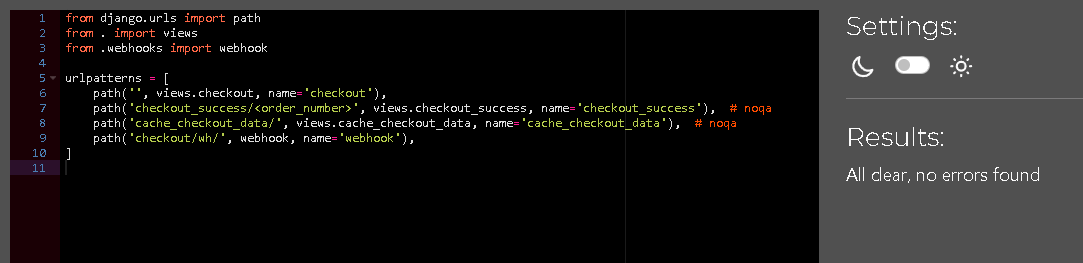 1 from django.urls import path
2 from . import views
3 from .webhooks import webhook
4
5 urlpatterns = [
6     path('', views.checkout, name='checkout'),
7     path('checkout_success/<order_number>', views.checkout_success, name='checkout_success'),  # noqa
8     path('cache_checkout_data/', views.cache_checkout_data, name='cache_checkout_data'),  # noqa
9     path('checkout/wh/', webhook, name='webhook'),
10 ]
11
Settings:
Results:
All clear, no errors found